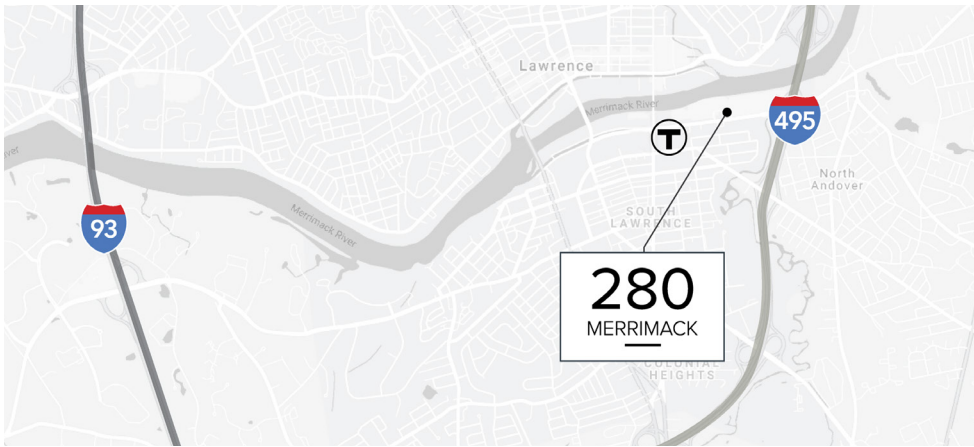 Lawrence
Merrimack River
T
495
North
Andover
93
Merrimack River
SOUTH
LAWRENCE
280
MERRIMACK
COLONIAL
HEIGHTS